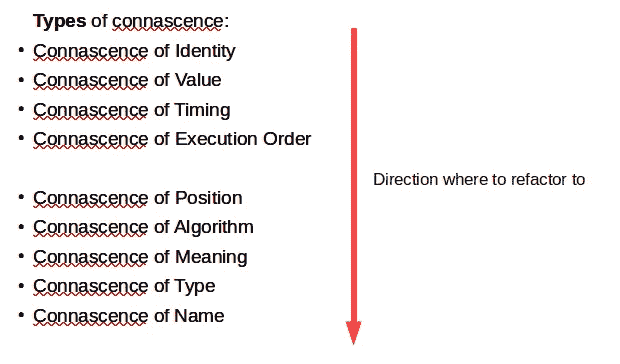 Types of connascence:
• Connascence of Identity
• Connascence of Value
• Connascence of Timing
• Connascence of Execution Order
• Connascence of Position
• Connascence of Algorithm
• Connascence of Meaning
• Connascence of Type
• Connascence of Name
Direction where to refactor to